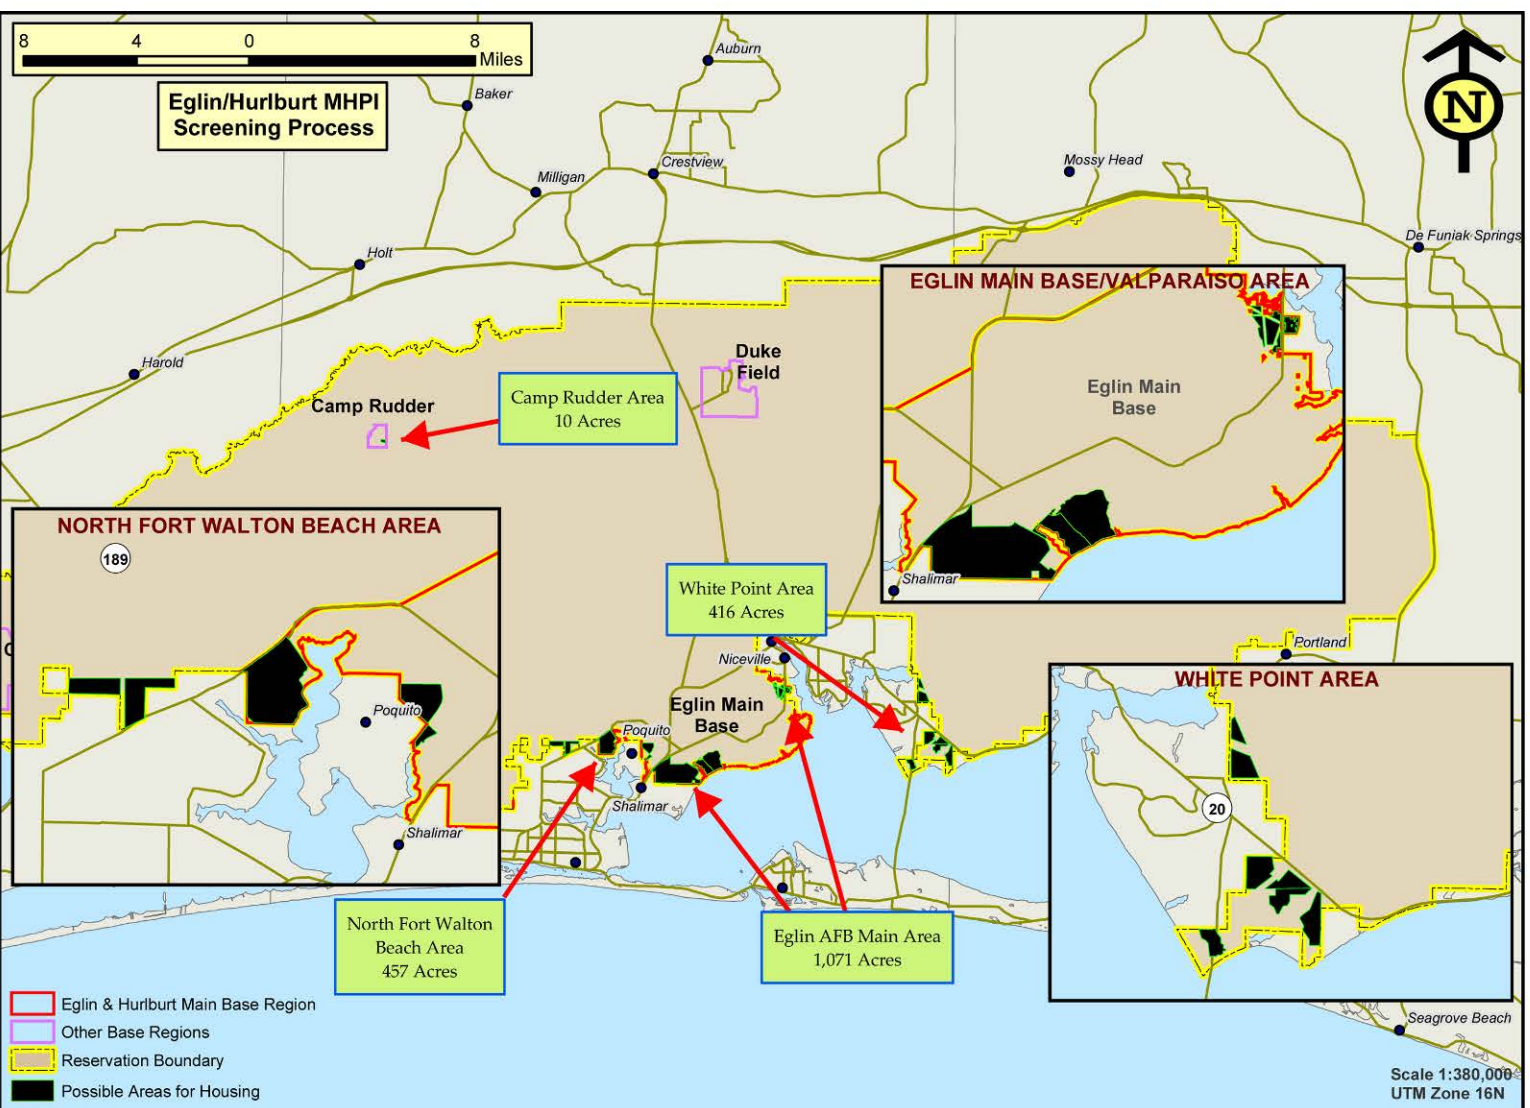 8 4 0 8
Miles
Eglin/Hurlburt MHPI
Screening Process
N
Auburn
Baker
Crestview
Milligan
Mossy Head
De Funiak Springs
Holt
Harold
EGLIN MAIN BASE/VALPARAISO AREA
Eglin Main
Base
Shalimar
Duke
Field
Camp Rudder
Camp Rudder Area
10 Acres
NORTH FORT WALTON BEACH AREA
189
Poquito
Shalimar
White Point Area
416 Acres
Niceville
Portland
Eglin Main
Base
Poquito
Shalimar
WHITE POINT AREA
20
North Fort Walton
Beach Area
457 Acres
Eglin AFB Main Area
1,071 Acres
Eglin & Hurlburt Main Base Region
Other Base Regions
Reservation Boundary
Possible Areas for Housing
Seagrove Beach
Scale 1:380,000
UTM Zone 16N